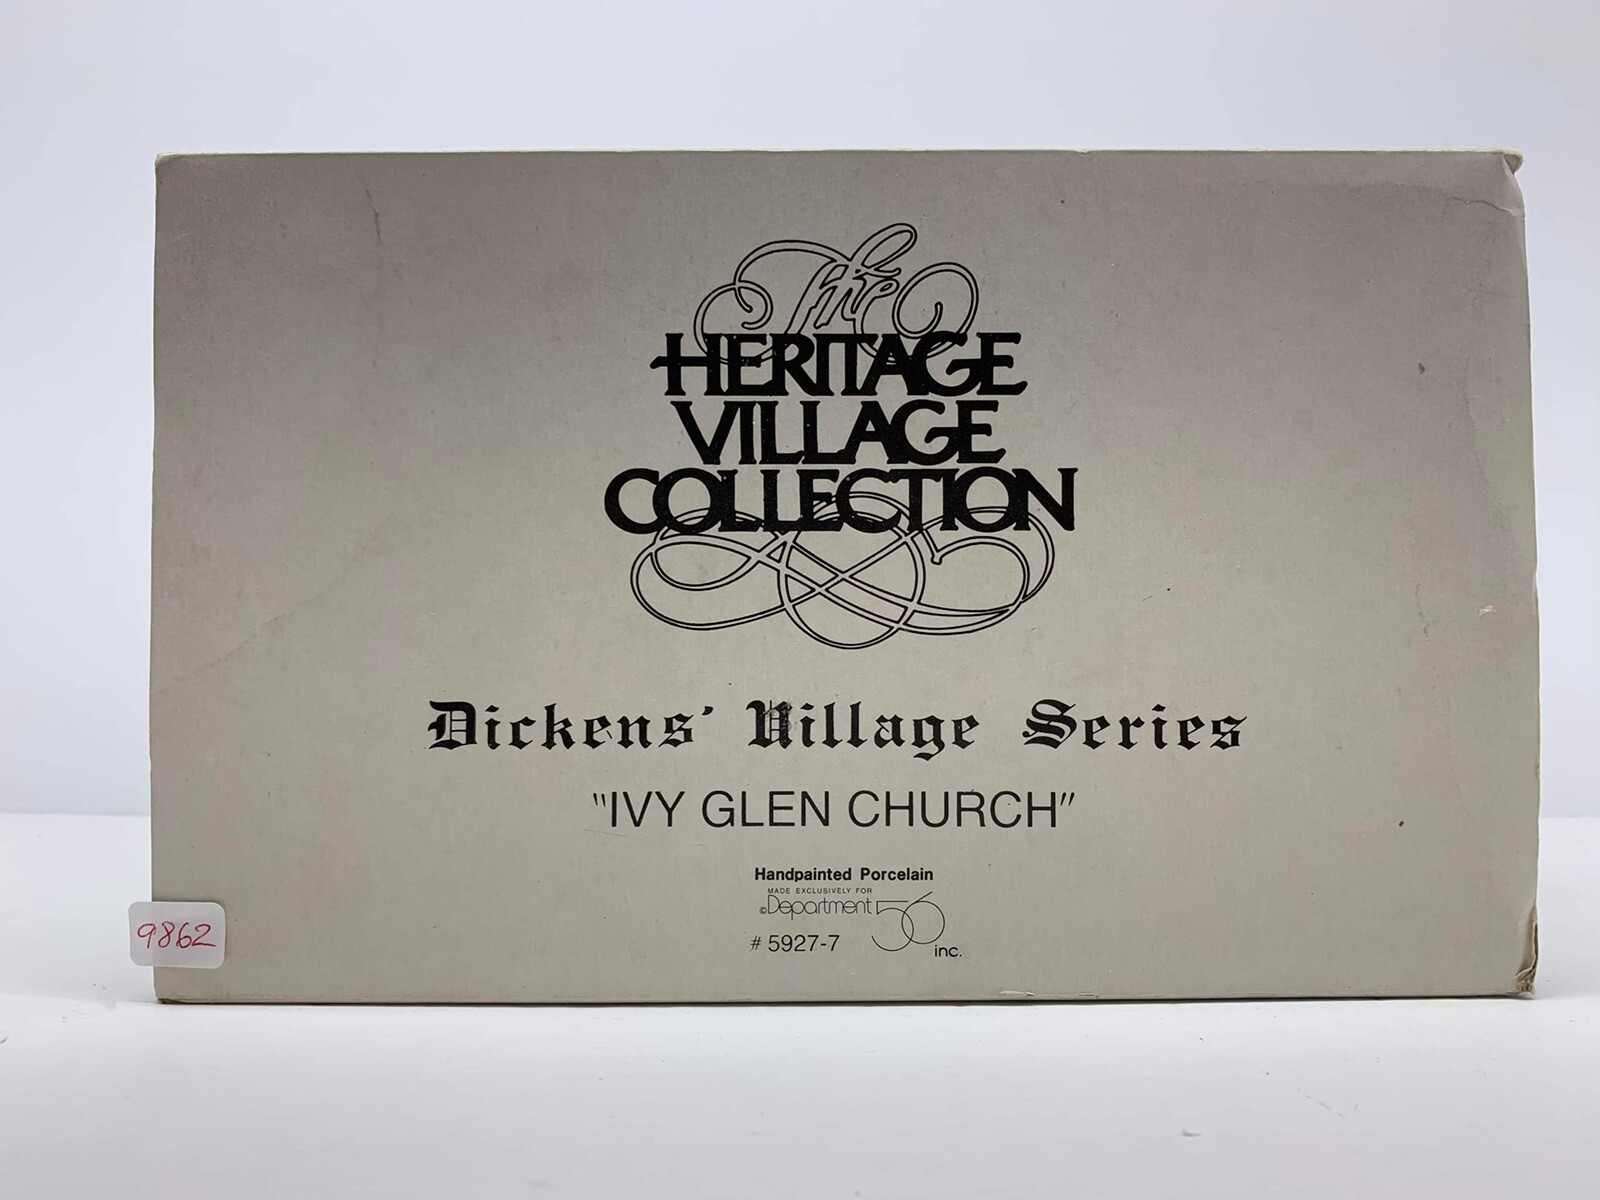 The
HERITAGE
VILLAGE
COLLECTION
Dickens' Village Series
"IVY GLEN CHURCH"
Handpainted Porcelain
MADE EXCLUSIVELY FOR
©Department 56 inc.
# 5927-7
9862